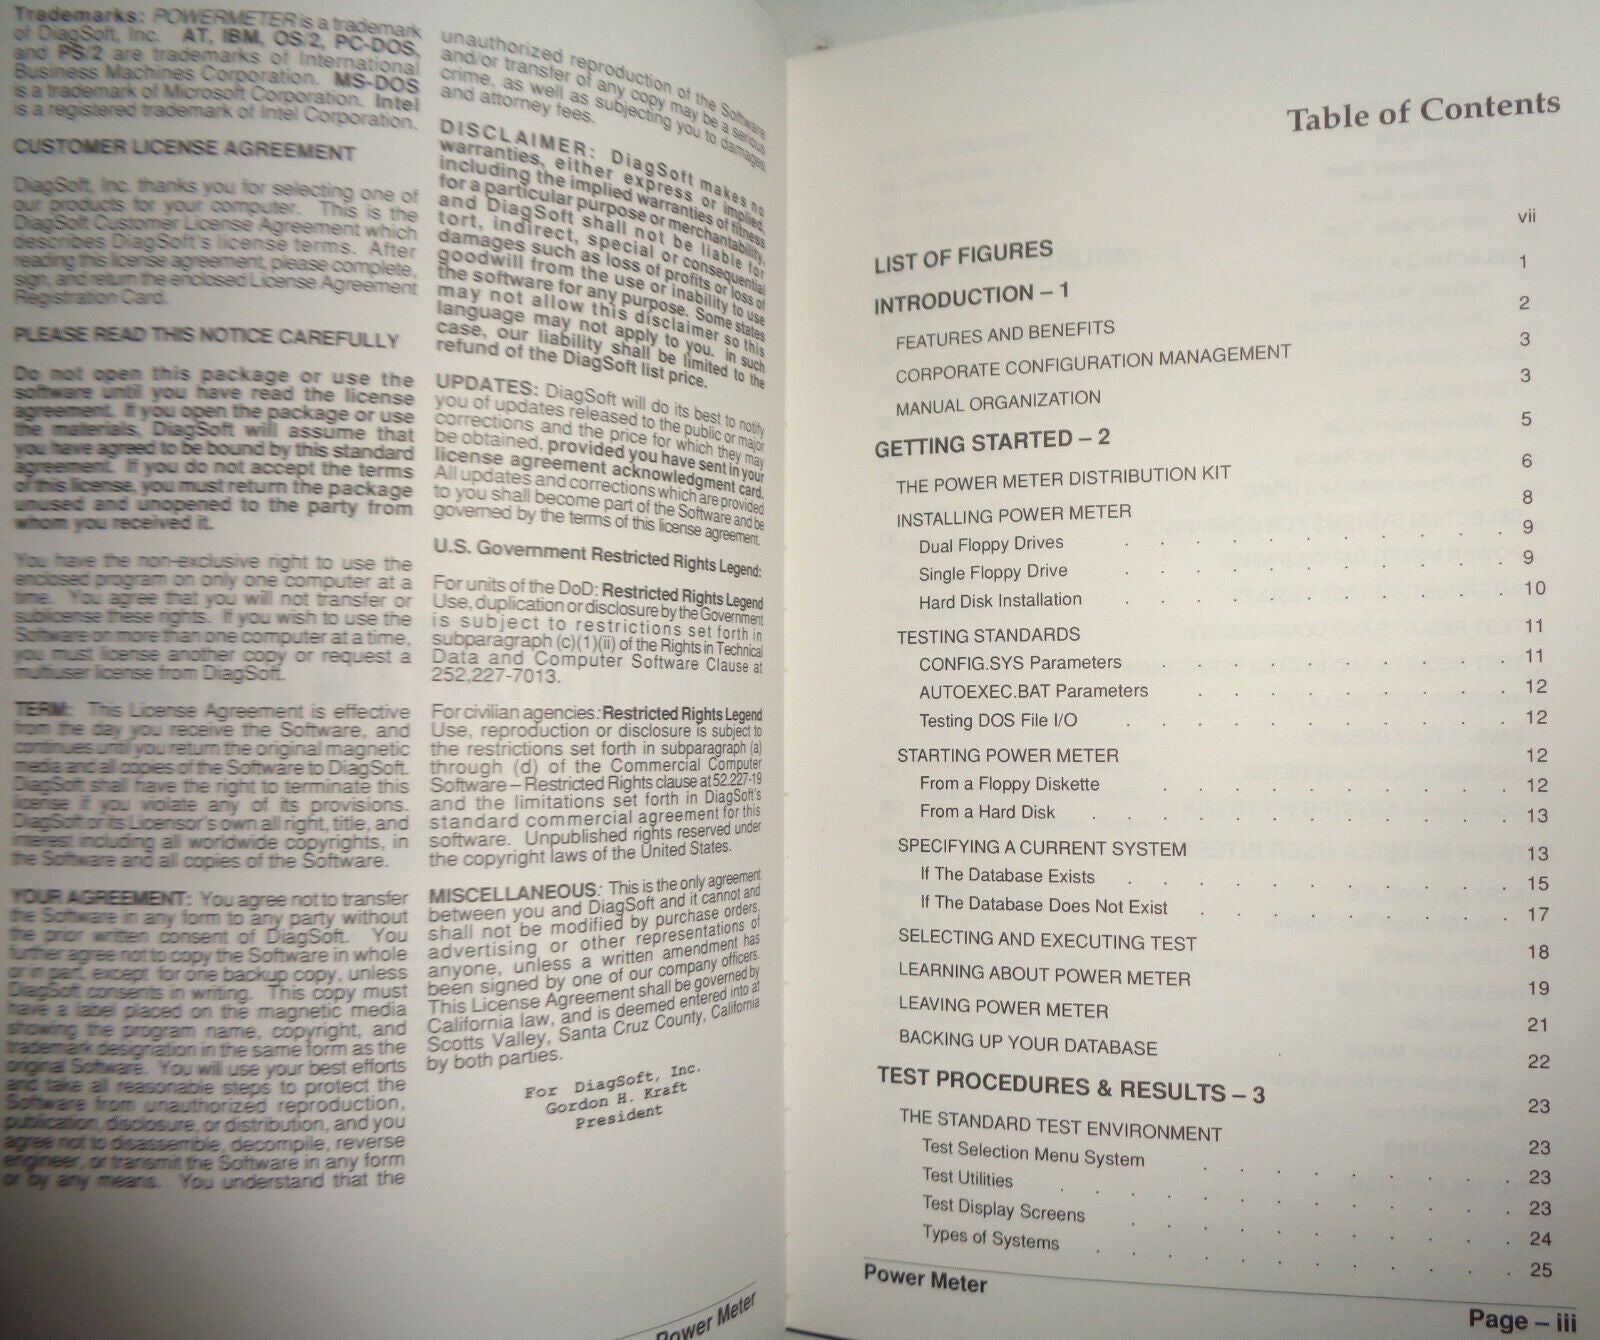 Trademarks: POWERMETER is a trademark
of DiagSoft, Inc. AT, IBM, OS/2, PC-DOS,
and PS/2 are trademarks of International
Business Machines Corporation. MS-DOS
is a trademark of Microsoft Corporation. Intel
is a registered trademark of Intel Corporation.
CUSTOMER LICENSE AGREEMENT
DiagSoft, Inc. thanks you for selecting one of
our products for your computer. This is the
DiagSoft Customer License Agreement which
describes DiagSoft's license terms. After
reading this license agreement, please complete,
sign, and return the enclosed License Agreement
Registration Card.
PLEASE READ THIS NOTICE CAREFULLY
Do not open this package or use the
software until you have read the license
agreement. If you open the package or use
the materials, DiagSoft will assume that
you have agreed to be bound by this standard
agreement. If you do not accept the terms
of this license, you must return the package
unused and unopened to the party from
whom you received it.
You have the non-exclusive right to use the
enclosed program on only one computer at a
time. You agree that you will not transfer or
sublicense these rights. If you wish to use the
Software on more than one computer at a time,
you must license another copy or request a
multiuser license from DiagSoft.
TERM: This License Agreement is effective
from the day you receive the Software, and
continues until you return the original magnetic
media and all copies of the Software to DiagSoft.
DiagSoft shall have the right to terminate this
license if you violate any of its provisions.
DiagSoft or its Licensor's own all right, title, and
interest including all worldwide copyrights, in
the Software and all copies of the Software.
YOUR AGREEMENT: You agree not to transfer
the Software in any form to any party without
the prior written consent of DiagSoft. You
further agree not to copy the Software in whole
or in part, except for one backup copy, unless
DiagSoft consents in writing. This copy must
have a label placed on the magnetic media
showing the program name, copyright, and
trademark designation in the same form as the
original Software. You will use your best efforts
and take all reasonable steps to protect the
Software from unauthorized reproduction,
publication, disclosure, or distribution, and you
agree not to disassemble, decompile, reverse
engineer, or transmit the Software in any form
or by any means. You understand that the
unauthorized reproduction of the Software
and/or transfer of any copy may be a serious
crime, as well as subjecting you to damages
and attorney fees.
DISCLAIMER: DiagSoft makes no
warranties, either express or implied,
including the implied warranties of fitness
for a particular purpose or merchantability,
and DiagSoft shall not be liable for
tort, indirect, special or consequential
damages such as loss of profits or loss of
goodwill from the use or inability to use
the software for any purpose. Some states
may not allow this disclaimer so this
language may not apply to you. In such
case, our liability shall be limited to the
refund of the DiagSoft list price.
UPDATES: DiagSoft will do its best to notify
you of updates released to the public or major
corrections and the price for which they may
be obtained, provided you have sent in your
license agreement acknowledgment card.
All updates and corrections which are provided
to you shall become part of the Software and be
governed by the terms of this license agreement.
U.S. Government Restricted Rights Legend:
For units of the DoD: Restricted Rights Legend
Use, duplication or disclosure by the Government
is subject to restrictions set forth in
subparagraph (c)(1)(ii) of the Rights in Technical
Data and Computer Software Clause at
252,227-7013.
For civilian agencies: Restricted Rights Legend
Use, reproduction or disclosure is subject to
the restrictions set forth in subparagraph (a)
through (d) of the Commercial Computer
Software – Restricted Rights clause at 52.227-19
and the limitations set forth in DiagSoft's
standard commercial agreement for this
software. Unpublished rights reserved under
the copyright laws of the United States.
MISCELLANEOUS: This is the only agreement
between you and DiagSoft and it cannot and
shall not be modified by purchase orders,
advertising or other representations of
anyone, unless a written amendment has
been signed by one of our company officers.
This License Agreement shall be governed by
California law, and is deemed entered into at
Scotts Valley, Santa Cruz County, California
by both parties.
For DiagSoft, Inc.
Gordon H. Kraft
President
Power Meter
Table of Contents
LIST OF FIGURES vii
INTRODUCTION – 1 1
FEATURES AND BENEFITS 2
CORPORATE CONFIGURATION MANAGEMENT 3
MANUAL ORGANIZATION 3
GETTING STARTED – 2 5
THE POWER METER DISTRIBUTION KIT 6
INSTALLING POWER METER 8
Dual Floppy Drives . . . . . . . . . . . 9
Single Floppy Drive . . . . . . . . . . . 9
Hard Disk Installation . . . . . . . . . . . 10
TESTING STANDARDS 11
CONFIG.SYS Parameters . . . . . . . . . . 11
AUTOEXEC.BAT Parameters . . . . . . . . . 12
Testing DOS File I/O . . . . . . . . . . . 12
STARTING POWER METER 12
From a Floppy Diskette . . . . . . . . . . 12
From a Hard Disk . . . . . . . . . . . . 13
SPECIFYING A CURRENT SYSTEM 13
If The Database Exists . . . . . . . . . . . 15
If The Database Does Not Exist . . . . . . . . . 17
SELECTING AND EXECUTING TEST 18
LEARNING ABOUT POWER METER 19
LEAVING POWER METER 21
BACKING UP YOUR DATABASE 22
TEST PROCEDURES & RESULTS – 3 23
THE STANDARD TEST ENVIRONMENT 23
Test Selection Menu System . . . . . . . . . 23
Test Utilities . . . . . . . . . . . . . 23
Test Display Screens . . . . . . . . . . . 24
Types of Systems . . . . . . . . . . . . 25
Power Meter
Page – iii